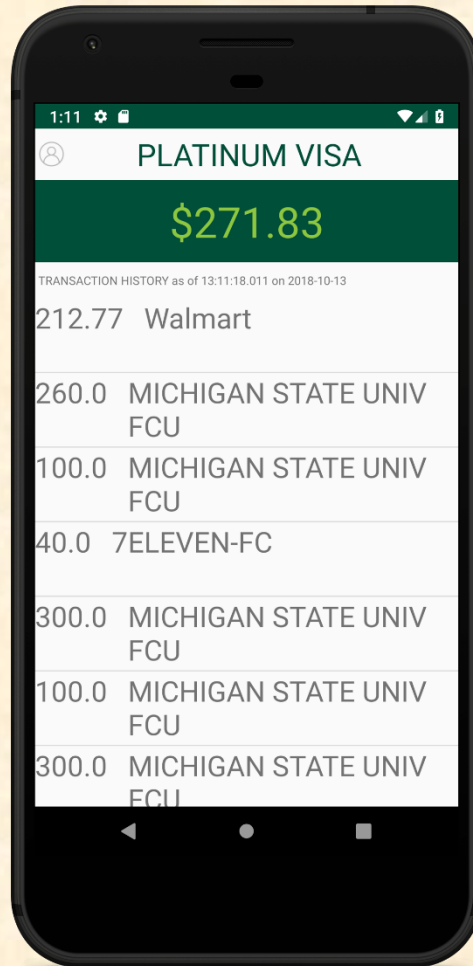 1:11
PLATINUM VISA
$271.83
TRANSACTION HISTORY as of 13:11:18.011 on 2018-10-13
212.77 Walmart
260.0 MICHIGAN STATE UNIV
FCU
100.0 MICHIGAN STATE UNIV
FCU
40.0 7ELEVEN-FC
300.0 MICHIGAN STATE UNIV
FCU
100.0 MICHIGAN STATE UNIV
FCU
300.0 MICHIGAN STATE UNIV
FCU